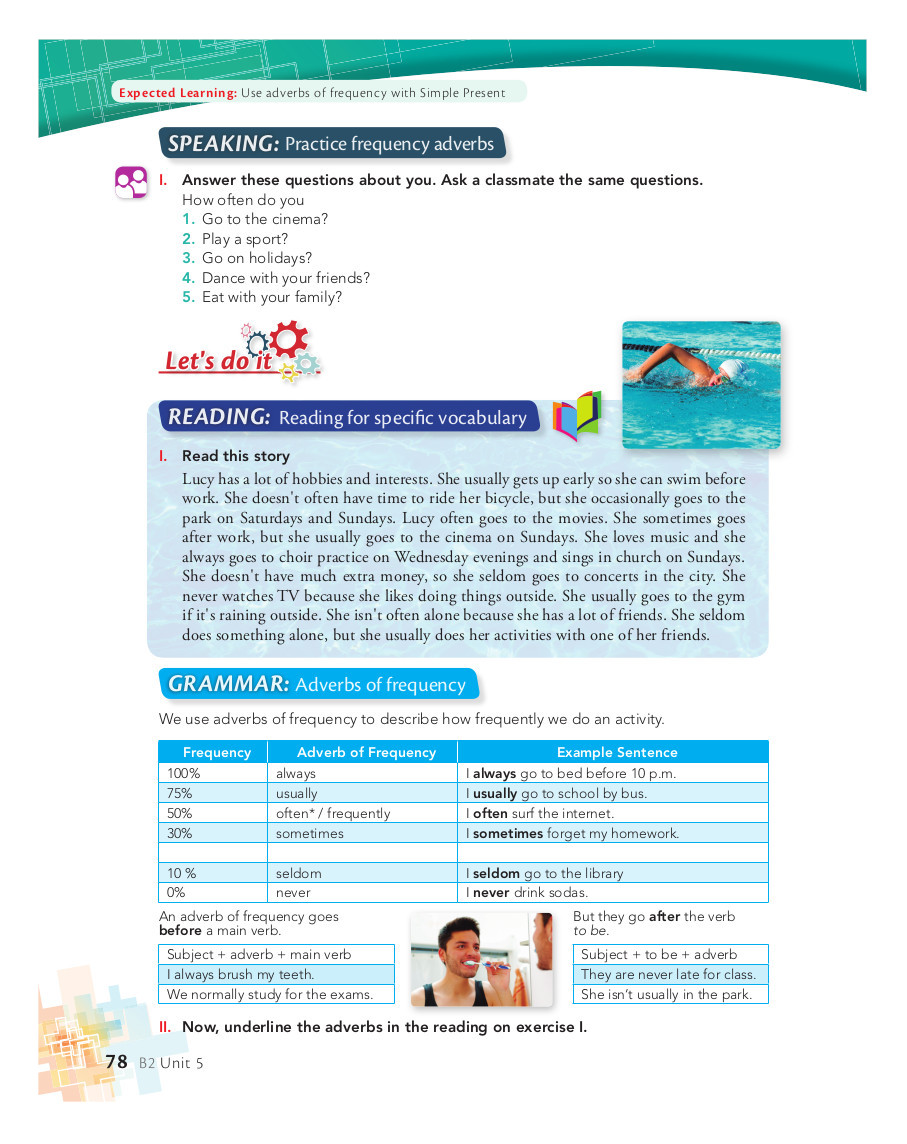 Expected Learning: Use adverbs of frequency with Simple Present
SPEAKING: Practice frequency adverbs
I. Answer these questions about you. Ask a classmate the same questions.
How often do you
1. Go to the cinema?
2. Play a sport?
3. Go on holidays?
4. Dance with your friends?
5. Eat with your family?
Let's do it
READING: Reading for specific vocabulary
I. Read this story
Lucy has a lot of hobbies and interests. She usually gets up early so she can swim before
work. She doesn't often have time to ride her bicycle, but she occasionally goes to the
park on Saturdays and Sundays. Lucy often goes to the movies. She sometimes goes
after work, but she usually goes to the cinema on Sundays. She loves music and she
always goes to choir practice on Wednesday evenings and sings in church on Sundays.
She doesn't have much extra money, so she seldom goes to concerts in the city. She
never watches TV because she likes doing things outside. She usually goes to the gym
if it's raining outside. She isn't often alone because she has a lot of friends. She seldom
does something alone, but she usually does her activities with one of her friends.
GRAMMAR: Adverbs of frequency
We use adverbs of frequency to describe how frequently we do an activity.
Frequency Adverb of Frequency Example Sentence
100% always I always go to bed before 10 p.m.
75% usually I usually go to school by bus.
50% often* / frequently I often surf the internet.
30% sometimes I sometimes forget my homework.
10 % seldom I seldom go to the library
0% never I never drink sodas.
An adverb of frequency goes
before a main verb.
Subject + adverb + main verb
I always brush my teeth.
We normally study for the exams.
But they go after the verb
to be.
Subject + to be + adverb
They are never late for class.
She isn't usually in the park.
II. Now, underline the adverbs in the reading on exercise I.
78 B2 Unit 5